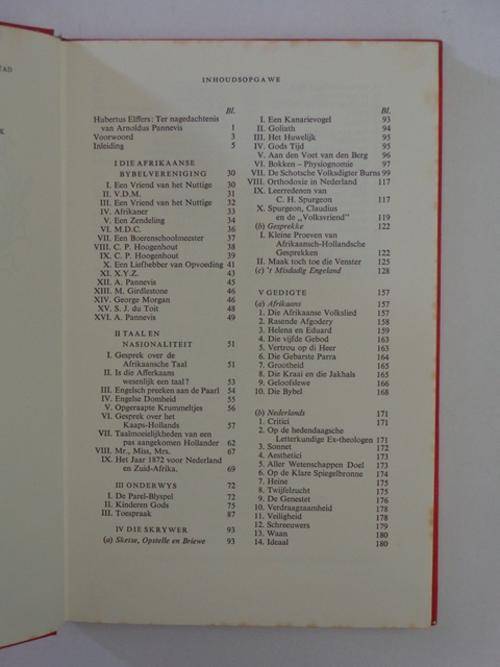 TAD
K
INHOUDSOPGAWE
Bl.
Hubertus Elffers: Ter nagedachtenis
van Arnoldus Pannevis 1
Voorwoord 3
Inleiding 5
I DIE AFRIKAANSE
BYBELVERENIGING 30
I. Een Vriend van het Nuttige 30
II. V.D.M. 31
III. Een Vriend van het Nuttige 32
IV. Afrikaner 33
V. Een Zendeling 34
VI. M.D.C. 36
VII. Een Boerenschoolmeester 37
VIII. C. P. Hoogenhout 38
IX. C. P. Hoogenhout 39
X. Een Liefhebber van Opvoeding 41
XI. X.Y.Z. 43
XII. A. Pannevis 45
XIII. M. Girdlestone 45
XIV. George Morgan 46
XV. S. J. du Toit 48
XVI. A. Pannevis 49
II TAAL EN
NASIONALITEIT 51
I. Gesprek over de
Afrikaansche Taal 51
II. Is die Afferkaans
wesenlijk een taal? 53
III. Engelsch preeken aan de Paarl 54
IV. Engelse Domheid 55
V. Opgeraapte Krummeltjes 56
VI. Gesprek over het
Kaaps-Hollands 57
VII. Taalmoeielijkheden van een
pas aangekomen Hollander 62
VIII. Mr., Miss, Mrs. 67
IX. Het Jaar 1872 voor Nederland
en Zuid-Afrika. 69
III ONDERWYS 72
I. De Parel-Blyspel 72
II. Kinderen Gods 75
III. Toespraak 87
IV DIE SKRYWER 93
(a) Sketse, Opstelle en Briewe 93
Bl.
I. Een Kanarievogel 93
II. Goliath 94
III. Het Huwelijk 95
IV. Gods Tijd 95
V. Aan den Voet van den Berg 96
VI. Bokken - Physiognomie 97
VII. De Schotsche Volksdigter Burns 99
VIII. Orthodoxie in Nederland 117
IX. Leerredenen van
C. H. Spurgeon 117
X. Spurgeon, Claudius
en de „Volksvriend" 119
(b) Gesprekke 122
I. Kleine Proeven van
Afrikaansch-Hollandsche
Gesprekken 122
II. Maak toch toe die Venster 125
(c) 't Misdadig Engeland 128
V GEDIGTE 157
(a) Afrikaans 157
1. Die Afrikaanse Volkslied 157
2. Rasende Afgodery 158
3. Helena en Eduard 159
4. Die vijfde Gebod 163
5. Vertrou op di Heer 163
6. Die Gebarste Parra 164
7. Grootheid 165
8. Die Kraai en die Jakhals 165
9. Geloofslewe 166
10. Die Bybel 168
(b) Nederlands 171
1. Critici 171
2. Op de hedendaagsche
Letterkundige Ex-theologen 171
3. Sonnet 172
4. Aesthetici 173
5. Aller Wetenschappen Doel 173
6. Op de Klare Spiegelbronne 174
7. Heine 175
8. Twijfelzucht 175
9. De Genestet 176
10. Verdraagzaamheid 178
11. Veiligheid 178
12. Schreeuwers 179
13. Waan 180
14. Ideaal 180